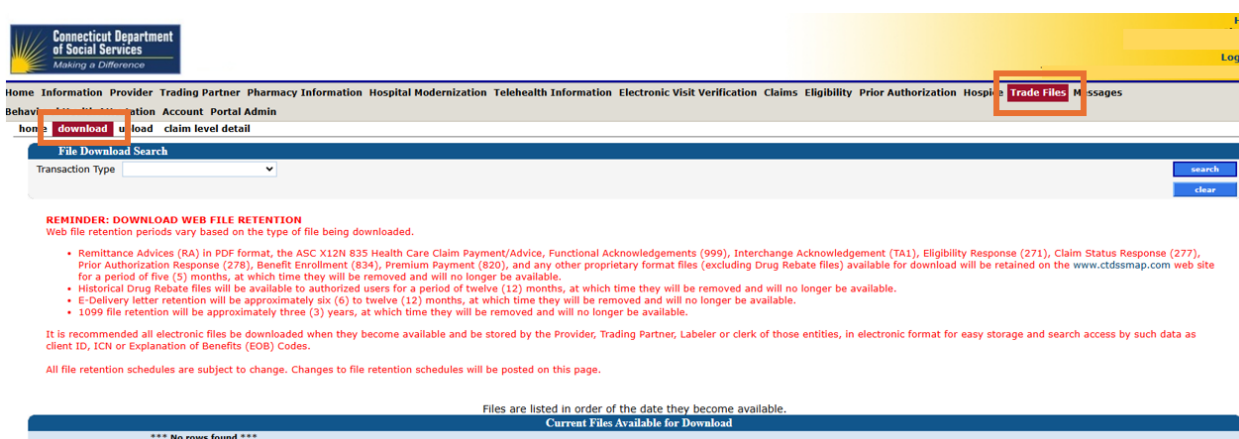 Connecticut Department
of Social Services
Making a Difference
Home Information Provider Trading Partner Pharmacy Information Hospital Modernization Telehealth Information Electronic Visit Verification Claims Eligibility Prior Authorization Hospice Trade Files Messages
Account Portal Admin
home download upload claim level detail
File Download Search
Transaction Type
search
clear
REMINDER: DOWNLOAD WEB FILE RETENTION
Web file retention periods vary based on the type of file being downloaded.
• Remittance Advices (RA) in PDF format, the ASC X12N 835 Health Care Claim Payment/Advice, Functional Acknowledgements (999), Interchange Acknowledgement (TA1), Eligibility Response (271), Claim Status Response (277),
Prior Authorization Response (278), Benefit Enrollment (834), Premium Payment (820), and any other proprietary format files (excluding Drug Rebate files) available for download will be retained on the www.ctdssmap.com web site
for a period of five (5) months, at which time they will be removed and will no longer be available.
• Historical Drug Rebate files will be available to authorized users for a period of twelve (12) months, at which time they will be removed and will no longer be available.
• E-Delivery letter retention will be approximately six (6) to twelve (12) months, at which time they will be removed and will no longer be available.
• 1099 file retention will be approximately three (3) years, at which time they will be removed and will no longer be available.
It is recommended all electronic files be downloaded when they become available and be stored by the Provider, Trading Partner, Labeler or clerk of those entities, in electronic format for easy storage and search access by such data as
client ID, ICN or Explanation of Benefits (EOB) Codes.
All file retention schedules are subject to change. Changes to file retention schedules will be posted on this page.
Files are listed in order of the date they become available.
Current Files Available for Download
*** No rows found ***